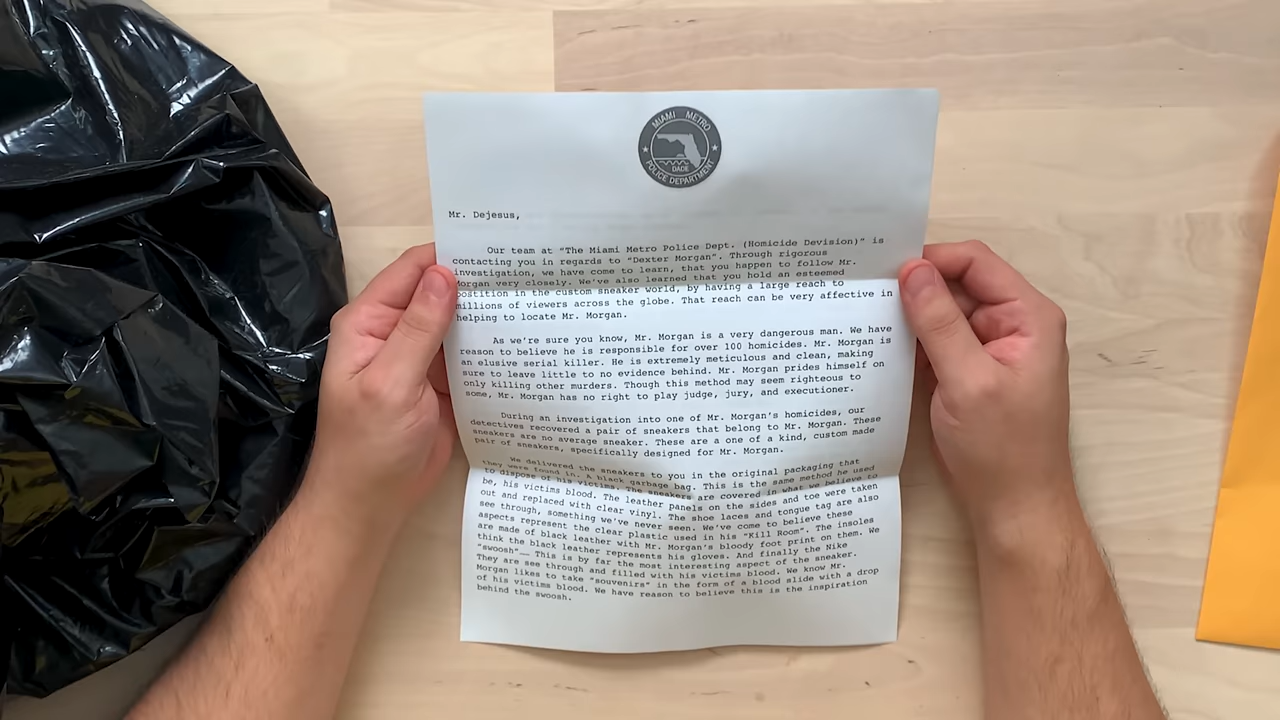 MIAMI METRO
DADE
POLICE DEPARTMENT
Mr. Dejesus,
Our team at "The Miami Metro Police Dept. (Homicide Devision)" is
contacting you in regards to "Dexter Morgan". Through rigorous
investigation, we have come to learn, that you happen to follow Mr.
Morgan very closely. We've also learned that you hold an esteemed
postition in the custom sneaker world, by having a large reach to
millions of viewers across the globe. That reach can be very affective in
helping to locate Mr. Morgan.
As we're sure you know, Mr. Morgan is a very dangerous man. We have
reason to believe he is responsible for over 100 homicides. Mr. Morgan is
an elusive serial killer. He is extremely meticulous and clean, making
sure to leave little to no evidence behind. Mr. Morgan prides himself on
only killing other murders. Though this method may seem righteous to
some, Mr. Morgan has no right to play judge, jury, and executioner.
During an investigation into one of Mr. Morgan's homicides, our
detectives recovered a pair of sneakers that belong to Mr. Morgan. These
sneakers are no average sneaker. These are a one of a kind, custom made
pair of sneakers, specifically designed for Mr. Morgan.
We delivered the sneakers to you in the original packaging that
they were found in. A black garbage bag. This is the same method he used
to dispose of his victims. The sneakers are covered in what we believe to
be, his victims blood. The leather panels on the sides and toe were taken
out and replaced with clear vinyl. The shoe laces and tongue tag are also
see through, something we've never seen. We've come to believe these
aspects represent the clear plastic used in his "Kill Room". The insoles
are made of black leather with Mr. Morgan's bloody foot print on them. We
think the black leather represents his gloves. And finally the Nike
"swoosh"— This is by far the most interesting aspect of the sneaker.
They are see through and filled with his victims blood. We know Mr.
Morgan likes to take "souvenirs" in the form of a blood slide with a drop
of his victims blood. We have reason to believe this is the inspiration
behind the swoosh.